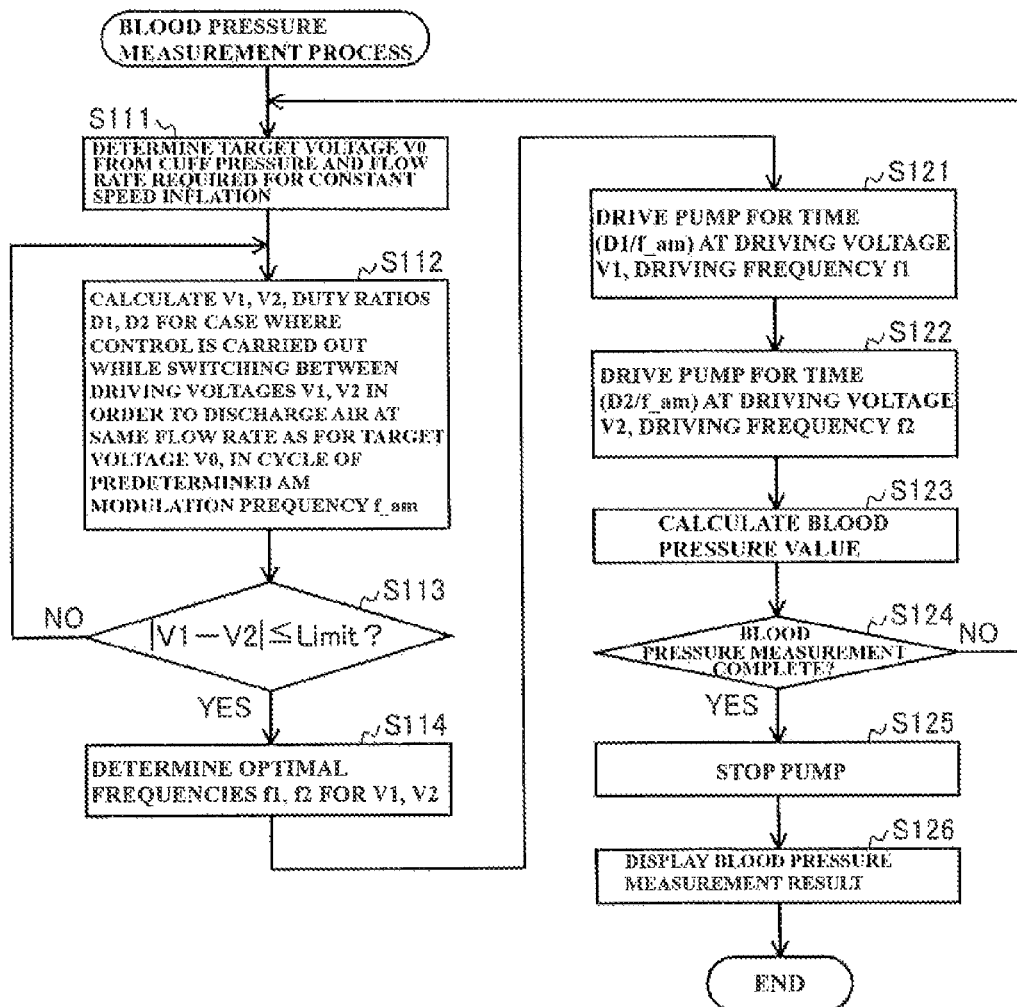 BLOOD PRESSURE
MEASUREMENT PROCESS
S111
DETERMINE TARGET VOLTAGE V0
FROM CUFF PRESSURE AND FLOW
RATE REQUIRED FOR CONSTANT
SPEED INFLATION
S112
CALCULATE V1, V2, DUTY RATIOS
D1, D2 FOR CASE WHERE
CONTROL IS CARRIED OUT
WHILE SWITCHING BETWEEN
DRIVING VOLTAGES V1, V2 IN
ORDER TO DISCHARGE AIR AT
SAME FLOW RATE AS FOR TARGET
VOLTAGE V0, IN CYCLE OF
PREDETERMINED AM
MODULATION FREQUENCY f_am
S113
NO
|V1−V2|≦Limit?
YES
S114
DETERMINE OPTIMAL
FREQUENCIES f1, f2 FOR V1, V2
S121
DRIVE PUMP FOR TIME
(D1/f_am) AT DRIVING VOLTAGE
V1, DRIVING FREQUENCY f1
S122
DRIVE PUMP FOR TIME
(D2/f_am) AT DRIVING VOLTAGE
V2, DRIVING FREQUENCY f2
S123
CALCULATE BLOOD
PRESSURE VALUE
S124
NO
BLOOD
PRESSURE MEASUREMENT
COMPLETE?
YES
S125
STOP PUMP
S126
DISPLAY BLOOD PRESSURE
MEASUREMENT RESULT
END